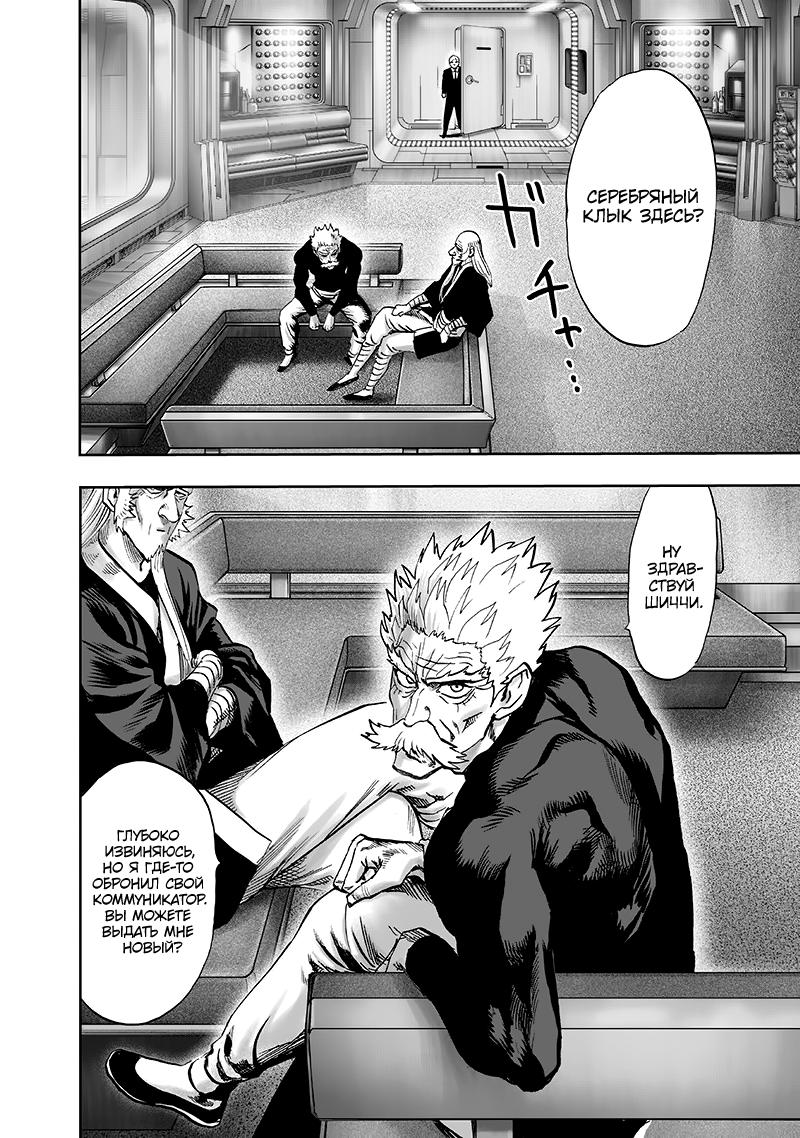 СЕРЕБРЯНЫЙ
КЛЫК ЗДЕСЬ?
ガチャ…
НУ
ЗДРАВ-
СТВУЙ
ШИЧЧИ.
ГЛУБОКО
ИЗВИНЯЮСЬ,
НО Я ГДЕ-ТО
ОБРОНИЛ СВОЙ
КОММУНИКАТОР.
ВЫ МОЖЕТЕ
ВЫДАТЬ МНЕ
НОВЫЙ?